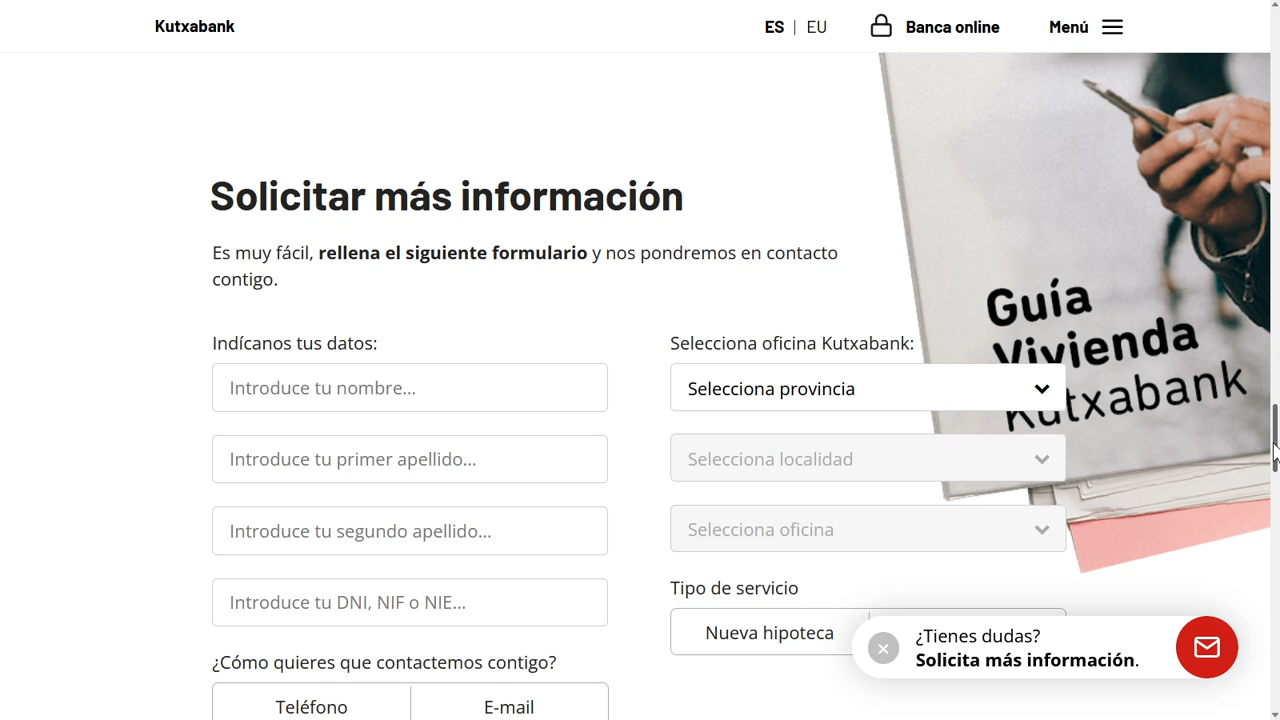 Kutxabank
ES | EU
Banca online
Menú
Solicitar más información
Es muy fácil, rellena el siguiente formulario y nos pondremos en contacto
contigo.
Indícanos tus datos:
Introduce tu nombre...
Introduce tu primer apellido...
Introduce tu segundo apellido...
Introduce tu DNI, NIF o NIE...
¿Cómo quieres que contactemos contigo?
Teléfono
E-mail
Selecciona oficina Kutxabank:
Selecciona provincia
Selecciona localidad
Selecciona oficina
Tipo de servicio
Nueva hipoteca
Guía
Vivienda
Kutxabank
¿Tienes dudas?
Solicita más información.